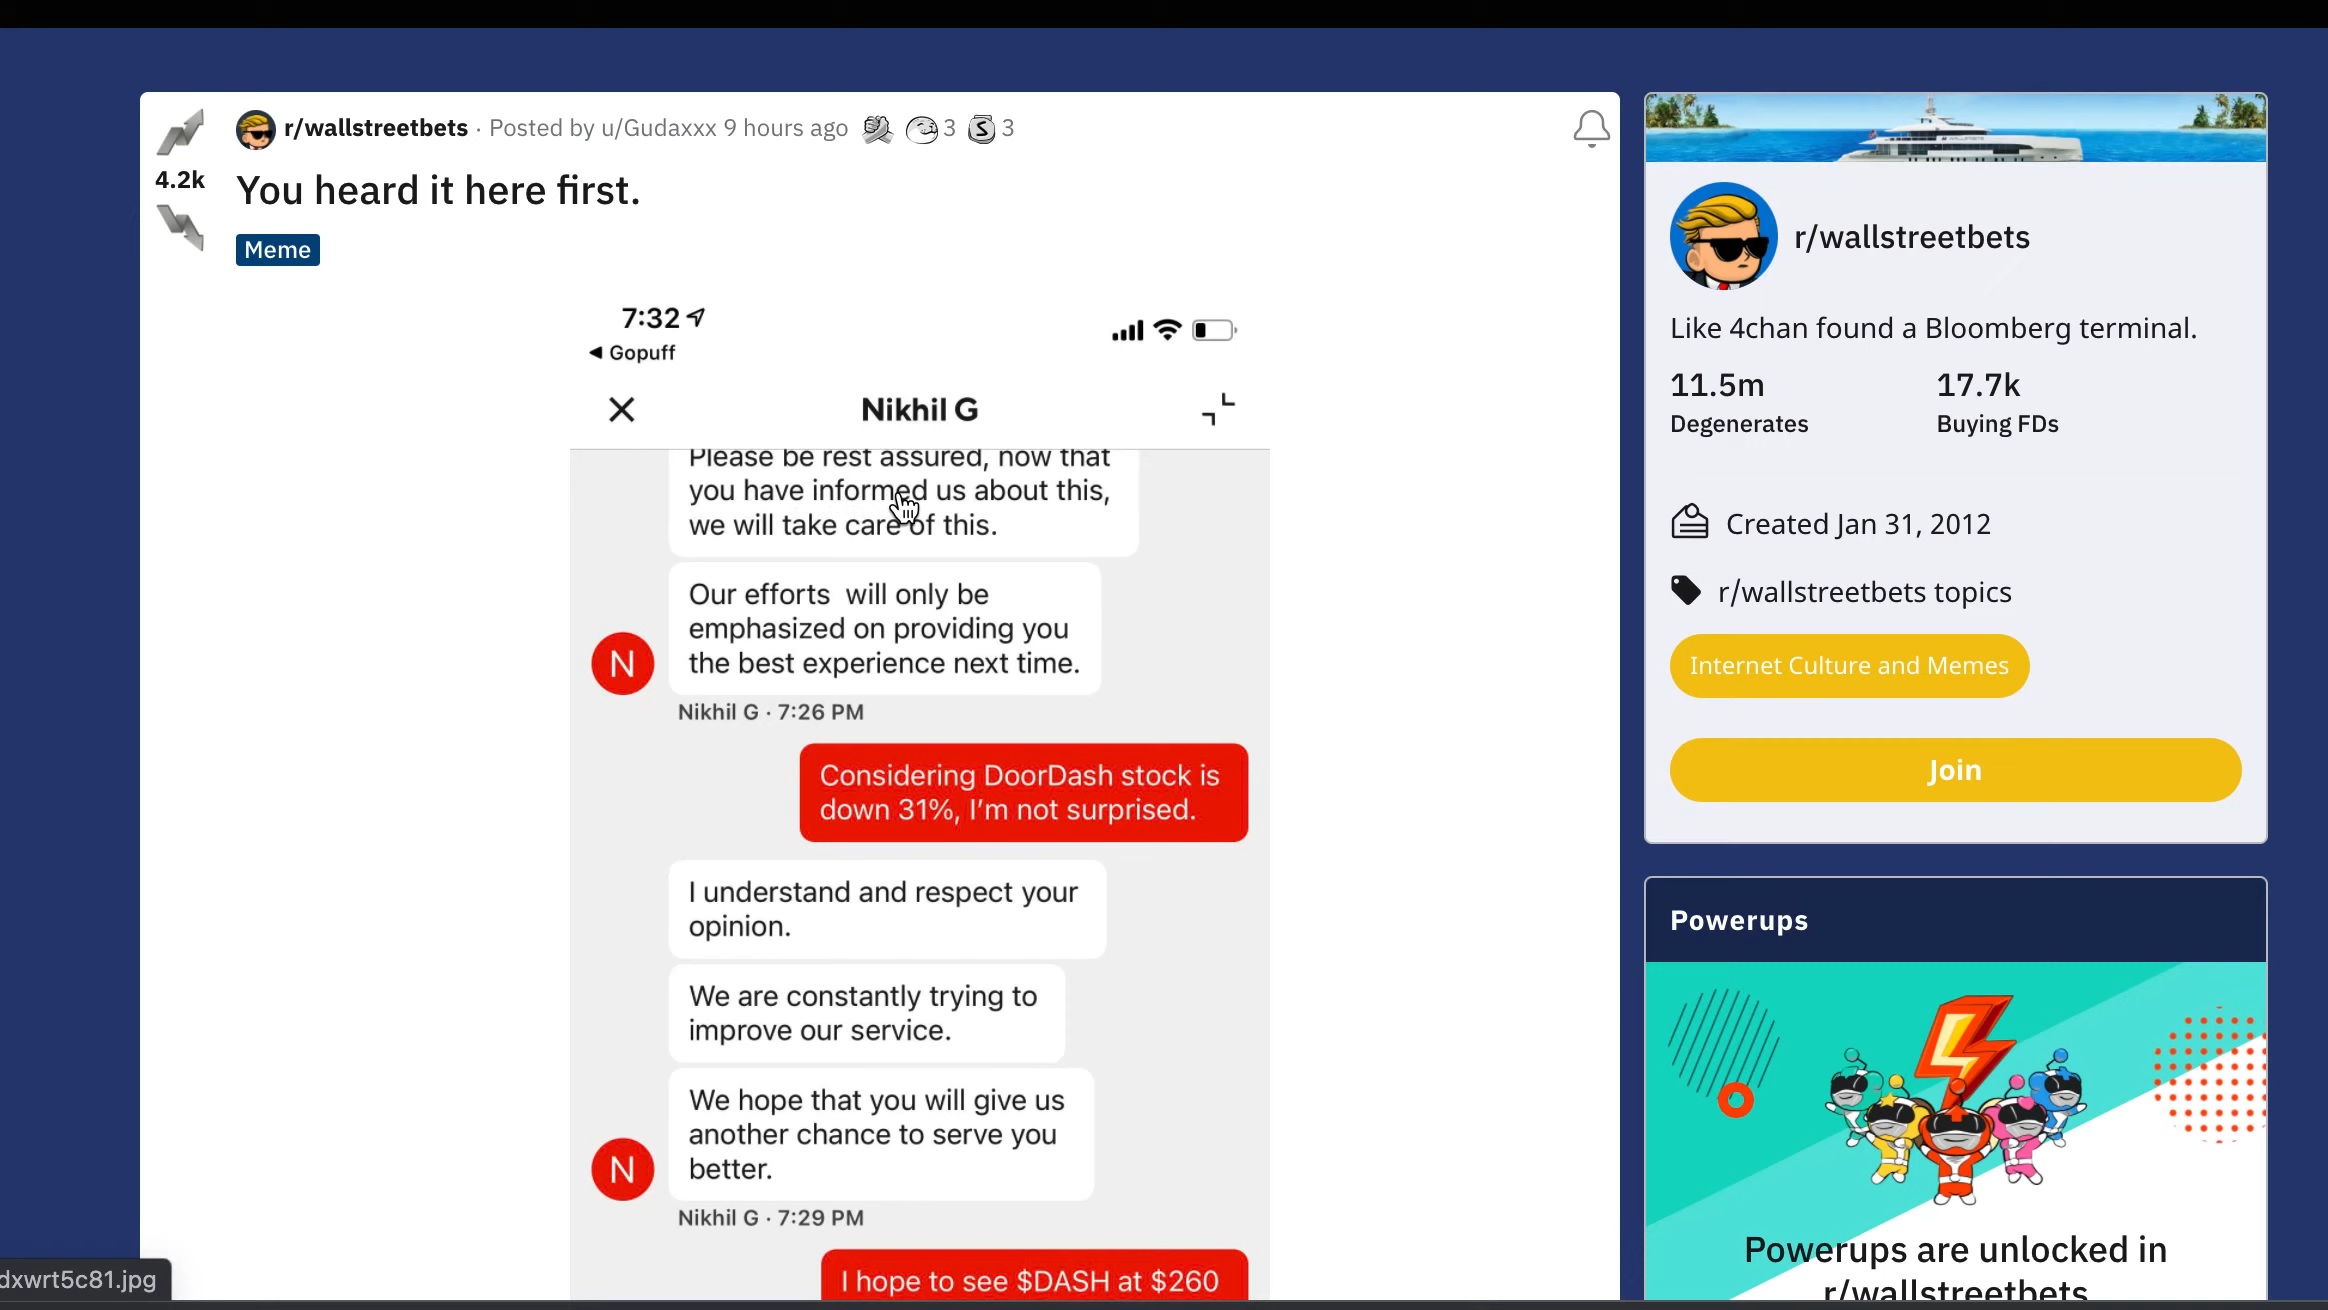 r/wallstreetbets · Posted by u/Gudaxxx 9 hours ago 3 S 3
4.2k
You heard it here first.
Meme
7:32
Gopuff
Nikhil G
Please be rest assured, now that
you have informed us about this,
we will take care of this.
Our efforts will only be
emphasized on providing you
the best experience next time.
N
Nikhil G · 7:26 PM
Considering DoorDash stock is
down 31%, I'm not surprised.
I understand and respect your
opinion.
We are constantly trying to
improve our service.
We hope that you will give us
another chance to serve you
better.
N
Nikhil G · 7:29 PM
I hope to see $DASH at $260
dxwrt5c81.jpg
r/wallstreetbets
Like 4chan found a Bloomberg terminal.
11.5m 17.7k
Degenerates Buying FDs
Created Jan 31, 2012
r/wallstreetbets topics
Internet Culture and Memes
Join
Powerups
Powerups are unlocked in
r/wallstreetbets